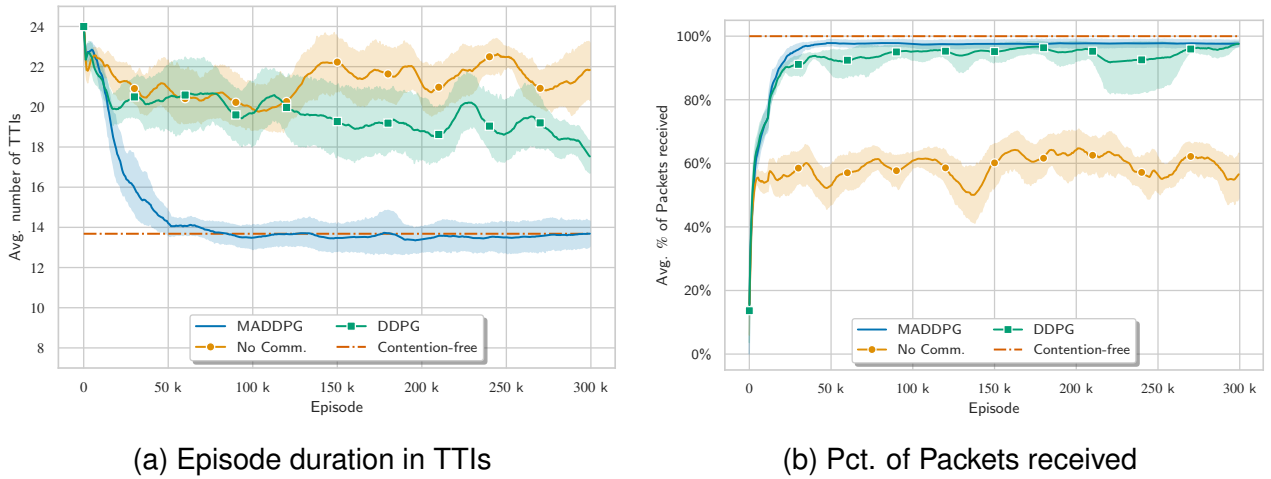 24
22
20
18
16
14
12
10
8
Avg. number of TTIs
0
50 k
100 k
150 k
200 k
250 k
300 k
Episode
MADDPG
No Comm.
DDPG
Contention-free
(a) Episode duration in TTIs
100%
80%
60%
40%
20%
0%
Avg. % of Packets received
0
50 k
100 k
150 k
200 k
250 k
300 k
Episode
MADDPG
No Comm.
DDPG
Contention-free
(b) Pct. of Packets received